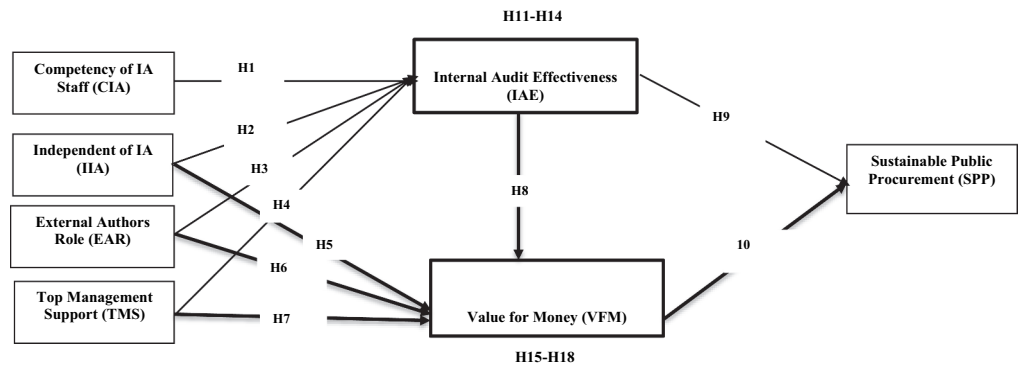 H11-H14
Competency of IA
Staff (CIA)
H1
Internal Audit Effectiveness
(IAE)
H2
H9
Independent of IA
(IIA)
H3
Sustainable Public
Procurement (SPP)
H8
H4
External Authors
Role (EAR)
H5
10
H6
Top Management
Support (TMS)
H7
Value for Money (VFM)
H15-H18